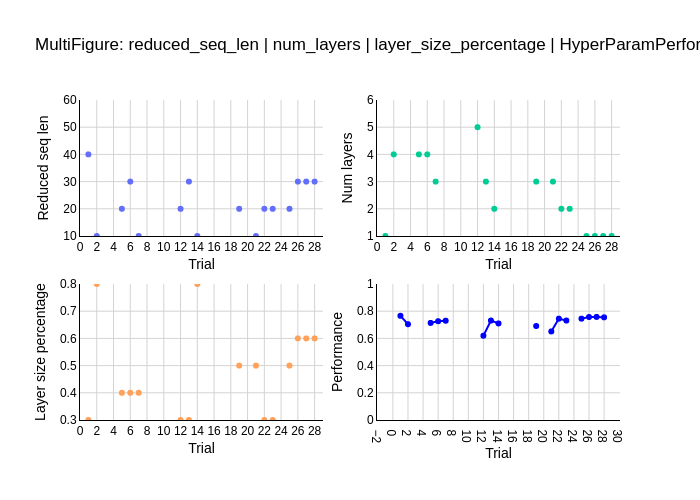 MultiFigure: reduced_seq_len | num_layers | layer_size_percentage | HyperParamPerfor
60
50
40
30
20
10
0 2 4 6 8 10 12 14 16 18 20 22 24 26 28
Trial
Reduced seq len
6
5
4
3
2
1
0 2 4 6 8 10 12 14 16 18 20 22 24 26 28
Trial
Num layers
0.8
0.7
0.6
0.5
0.4
0.3
0 2 4 6 8 10 12 14 16 18 20 22 24 26 28
Trial
Layer size percentage
1
0.8
0.6
0.4
0.2
0
−2 0 2 4 6 8 10 12 14 16 18 20 22 24 26 28 30
Trial
Performance